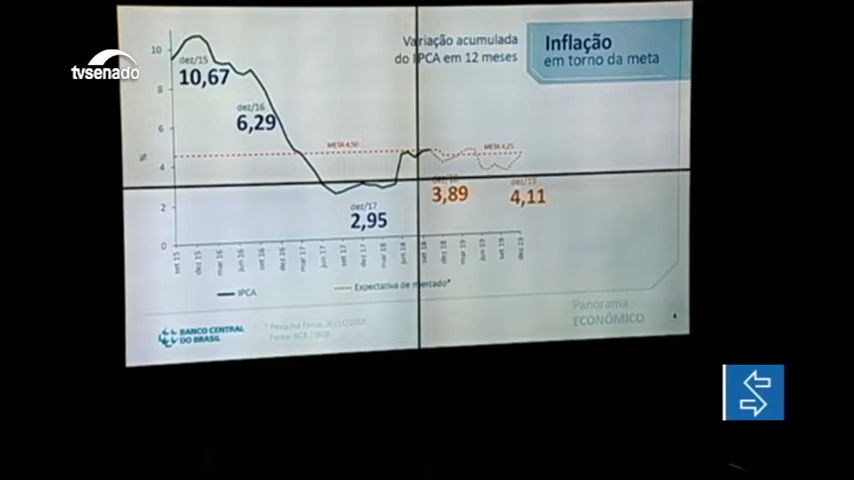 tvsenado
Variação acumulada
do IPCA em 12 meses
Inflação
em torno da meta
10
8
6
4
2
0
%
dez/15
10,67
dez/16
6,29
META 4,50
META 4,25
dez/17
2,95
3,89
dez/19
4,11
set 15
dez 15
mar 16
jun 16
set 16
dez 16
mar 17
jun 17
set 17
dez 17
mar 18
jun 18
set 18
dez 18
mar 19
jun 19
set 19
dez 19
IPCA
Expectativa de mercado*
BANCO CENTRAL
DO BRASIL
Panorama
ECONÔMICO
4